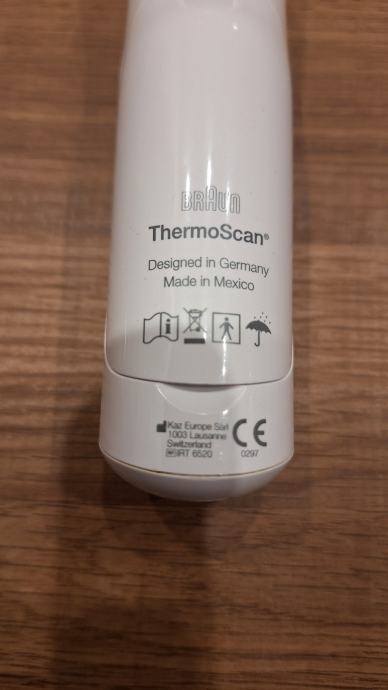 BRAUN
ThermoScan®
Designed in Germany
Made in Mexico
Kaz Europe Sàrl
1003 Lausanne
Switzerland
IRT 6520
CE
0297